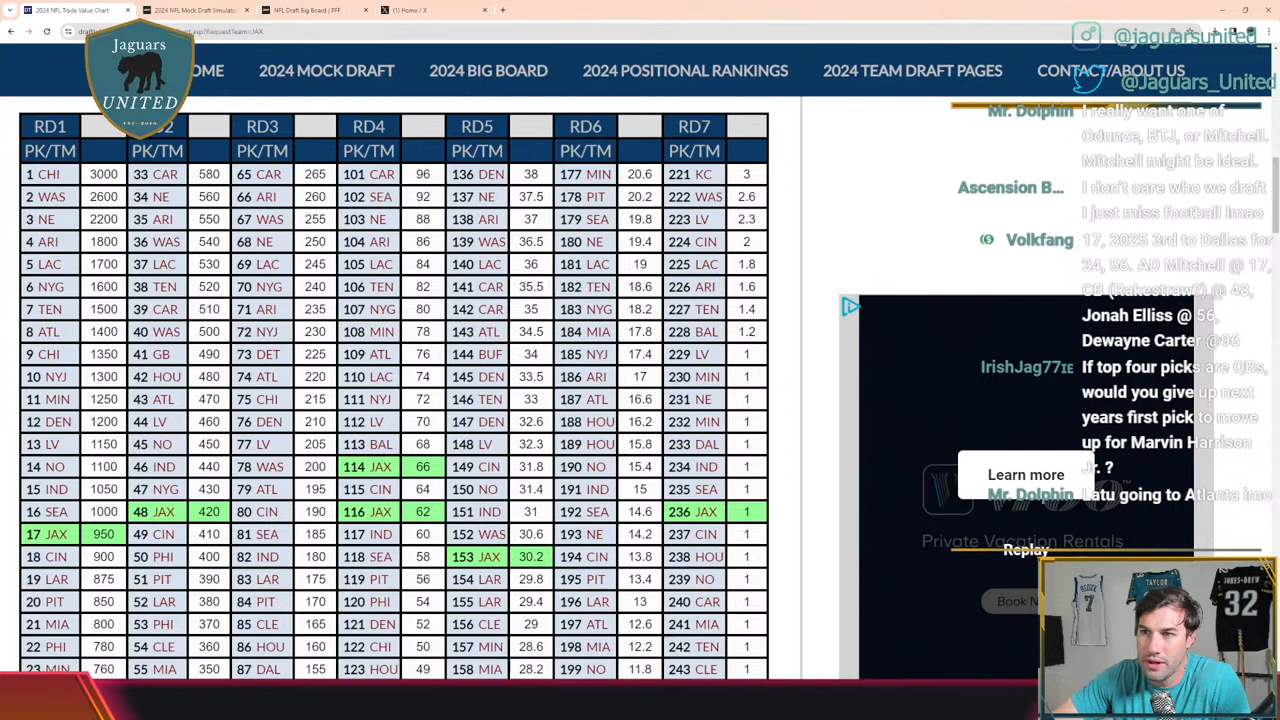 2024 NFL Trade Value Chart
2024 NFL Mock Draft Simulator
NFL Draft Big Board | PFF
(1) Home / X
RequestTeam=JAX
Jaguars
UNITED
EST-2020
@jaguarsunited_
@Jaguars_United
OME
2024 MOCK DRAFT
2024 BIG BOARD
2024 POSITIONAL RANKINGS
2024 TEAM DRAFT PAGES
CONTACT/ABOUT US
RD1 RD3 RD4 RD5 RD6 RD7
PK/TM PK/TM PK/TM PK/TM PK/TM PK/TM PK/TM
1 CHI 3000 33 CAR 580 65 CAR 265 101 CAR 96 136 DEN 38 177 MIN 20.6 221 KC 3
2 WAS 2600 34 NE 560 66 ARI 260 102 SEA 92 137 NE 37.5 178 PIT 20.2 222 WAS 2.6
3 NE 2200 35 ARI 550 67 WAS 255 103 NE 88 138 ARI 37 179 SEA 19.8 223 LV 2.3
4 ARI 1800 36 WAS 540 68 NE 250 104 ARI 86 139 WAS 36.5 180 NE 19.4 224 CIN 2
5 LAC 1700 37 LAC 530 69 LAC 245 105 LAC 84 140 LAC 36 181 LAC 19 225 LAC 1.8
6 NYG 1600 38 TEN 520 70 NYG 240 106 TEN 82 141 CAR 35.5 182 TEN 18.6 226 ARI 1.6
7 TEN 1500 39 CAR 510 71 ARI 235 107 NYG 80 142 CAR 35 183 NYG 18.2 227 TEN 1.4
8 ATL 1400 40 WAS 500 72 NYJ 230 108 MIN 78 143 ATL 34.5 184 MIA 17.8 228 BAL 1.2
9 CHI 1350 41 GB 490 73 DET 225 109 ATL 76 144 BUF 34 185 NYJ 17.4 229 LV 1
10 NYJ 1300 42 HOU 480 74 ATL 220 110 LAC 74 145 DEN 33.5 186 ARI 17 230 MIN 1
11 MIN 1250 43 ATL 470 75 CHI 215 111 NYJ 72 146 TEN 33 187 ATL 16.6 231 NE 1
12 DEN 1200 44 LV 460 76 DEN 210 112 LV 70 147 DEN 32.6 188 HOU 16.2 232 MIN 1
13 LV 1150 45 NO 450 77 LV 205 113 BAL 68 148 LV 32.3 189 HOU 15.8 233 DAL 1
14 NO 1100 46 IND 440 78 WAS 200 114 JAX 66 149 CIN 31.8 190 NO 15.4 234 IND 1
15 IND 1050 47 NYG 430 79 ATL 195 115 CIN 64 150 NO 31.4 191 IND 15 235 SEA 1
16 SEA 1000 48 JAX 420 80 CIN 190 116 JAX 62 151 IND 31 192 SEA 14.6 236 JAX 1
17 JAX 950 49 CIN 410 81 SEA 185 117 IND 60 152 WAS 30.6 193 NE 14.2 237 CIN 1
18 CIN 900 50 PHI 400 82 IND 180 118 SEA 58 153 JAX 30.2 194 CIN 13.8 238 HOU 1
19 LAR 875 51 PIT 390 83 LAR 175 119 PIT 56 154 LAR 29.8 195 PIT 13.4 239 NO 1
20 PIT 850 52 LAR 380 84 PIT 170 120 PHI 54 155 LAR 29.4 196 LAR 13 240 CAR 1
21 MIA 800 53 PHI 370 85 CLE 165 121 DEN 52 156 CLE 29 197 ATL 12.6 241 MIA 1
22 PHI 780 54 CLE 350 86 HOU 160 122 CHI 50 157 MIN 28.6 198 MIA 12.2 242 TEN 1
23 MIN 760 55 MIA 350 87 DAL 155 123 HOU 49 158 MIA 28.2 199 NO 11.8 243 CLE 1
Mr. Dolphin I really want one of
Odunze, BTJ, or Mitchell.
Mitchell might be Ideal.
Ascension B... I don't care who we draft
I just miss football lmao
Volkfang 17, 2025 3rd to Dallas for
24, 56. AD Mitchell @ 17,
CB (Rakestraw?) @ 48,
Jonah Elliss @ 56,
Dewayne Carter @96
IrishJag77IE If top four picks are QBs,
would you give up next
years first pick to move
up for Marvin Harrison
Jr. ?
Mr. Dolphin Latu going to Atlanta imo
Learn more
Private Vacation Rentals
Replay
Book N
7
TAYLOR
JONES-DREW
32